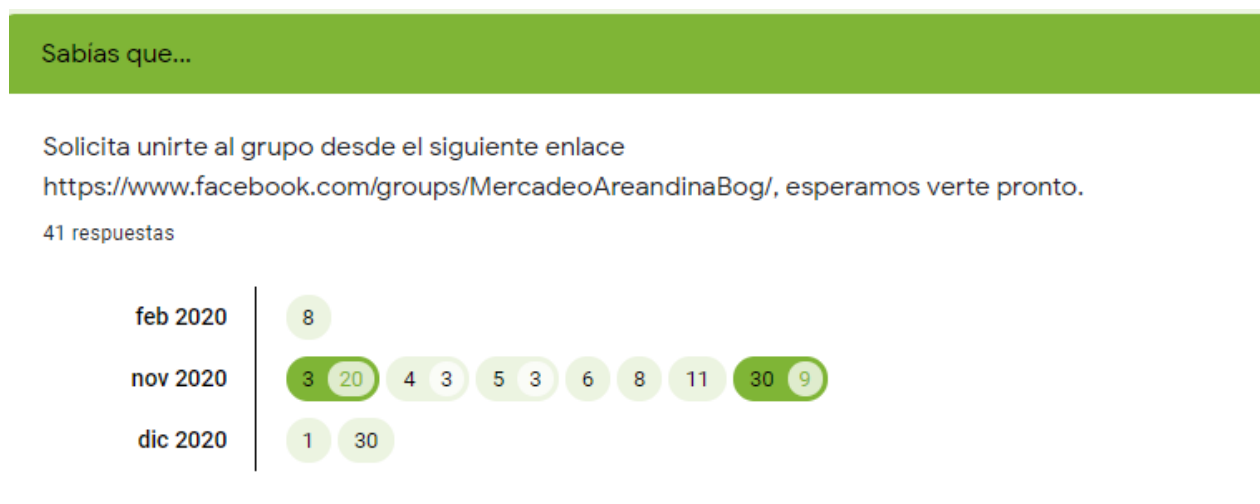 Sabías que...
Solicita unirte al grupo desde el siguiente enlace
https://www.facebook.com/groups/MercadeoAreandinaBog/, esperamos verte pronto.
41 respuestas
feb 2020 8
nov 2020 3 20 4 3 5 3 6 8 11 30 9
dic 2020 1 30